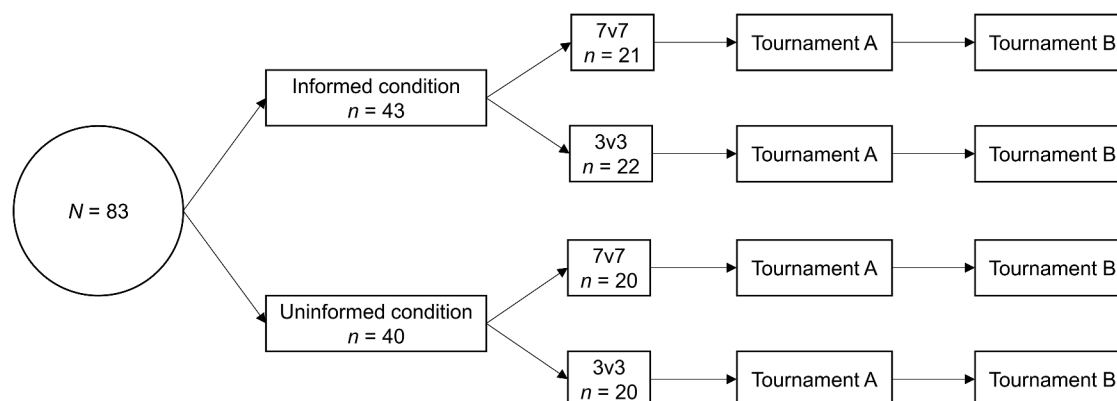 7v7
n = 21
Tournament A
Tournament B
Informed condition
n = 43
3v3
n = 22
Tournament A
Tournament B
N = 83
7v7
n = 20
Tournament A
Tournament B
Uninformed condition
n = 40
3v3
n = 20
Tournament A
Tournament B